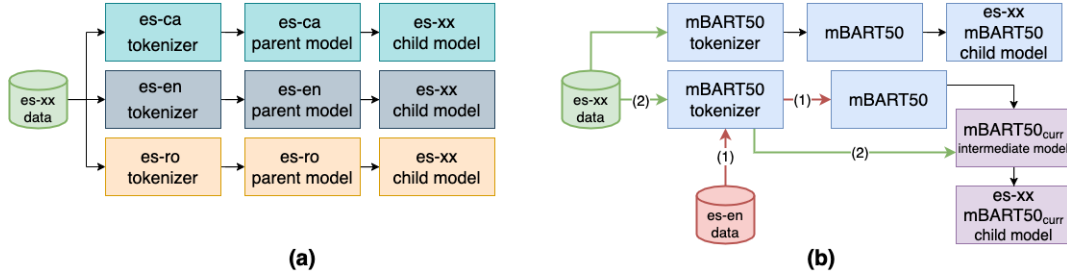 es-xx
data
es-ca
tokenizer
es-ca
parent model
es-xx
child model
es-en
tokenizer
es-en
parent model
es-xx
child model
es-ro
tokenizer
es-ro
parent model
es-xx
child model
(a)
es-xx
data
mBART50
tokenizer
mBART50
es-xx
mBART50
child model
(2)
mBART50
tokenizer
(1)
mBART50
(1)
(2)
mBART50curr
intermediate model
es-en
data
es-xx
mBART50curr
child model
(b)